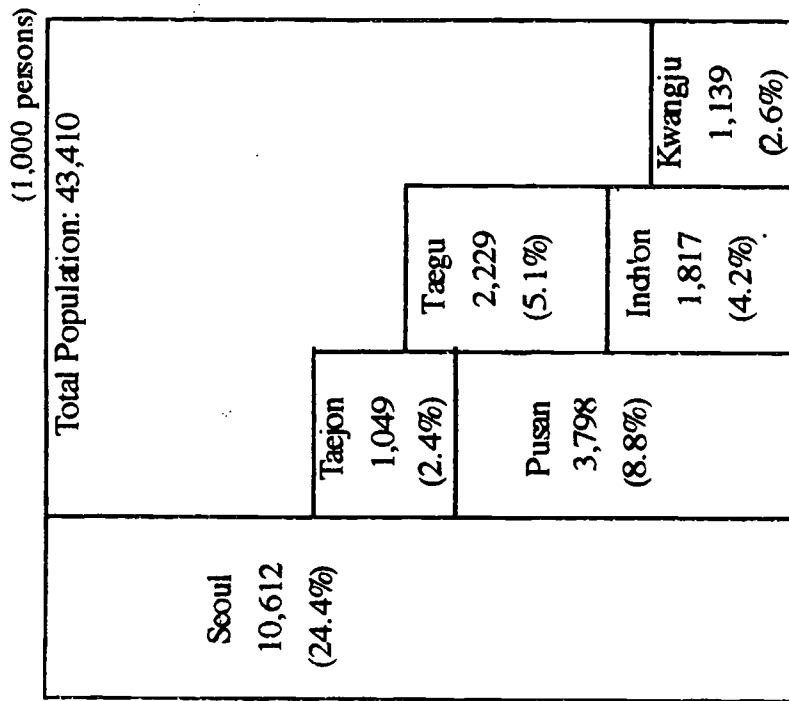 (1,000 persons)
Total Population: 43,410
Seoul
10,612
(24.4%)
Taejon
1,049
(2.4%)
Pusan
3,798
(8.8%)
Taegu
2,229
(5.1%)
Inch'on
1,817
(4.2%)
Kwangju
1,139
(2.6%)